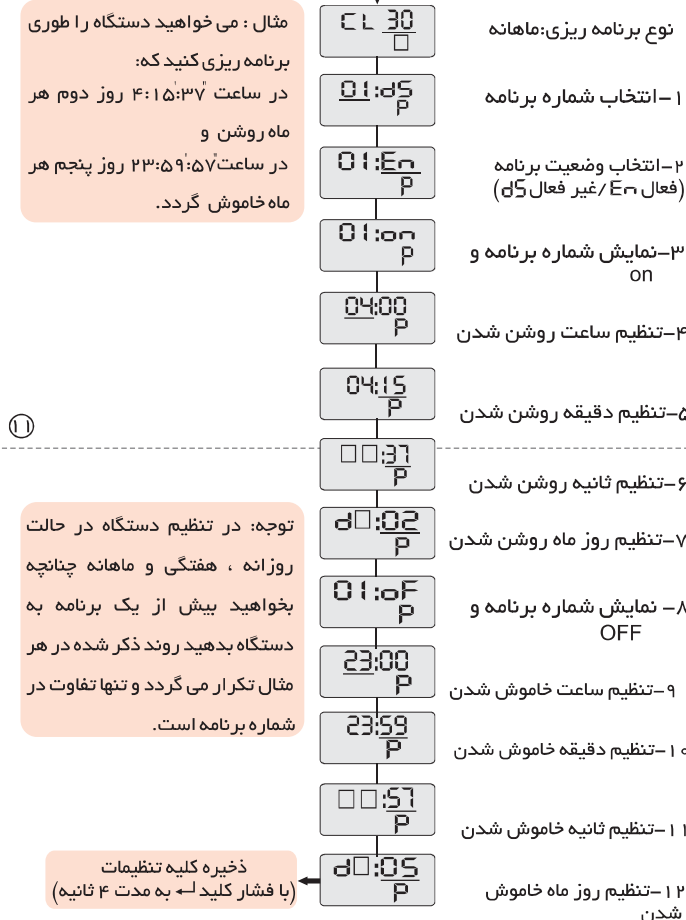 نوع برنامه ریزی:ماهانه
CL 30
۱-انتخاب شماره برنامه
01:dS
P
۲-انتخاب وضعیت برنامه
(فعال En/غیر فعال dS)
01:En
P
۳-نمایش شماره برنامه و
on
01:on
P
۴-تنظیم ساعت روشن شدن
04:00
P
۵-تنظیم دقیقه روشن شدن
04:15
P
۶-تنظیم ثانیه روشن شدن
□□:37
P
۷-تنظیم روز ماه روشن شدن
d□:02
P
۸- نمایش شماره برنامه و
OFF
01:oF
P
۹-تنظیم ساعت خاموش شدن
23:00
P
۱۰-تنظیم دقیقه خاموش شدن
23:59
P
۱۱-تنظیم ثانیه خاموش شدن
□□:57
P
۱۲-تنظیم روز ماه خاموش
شدن
d□:05
P
مثال : می خواهید دستگاه را طوری
برنامه ریزی کنید که:
در ساعت ۴:۱۵':۳۷" روز دوم هر
ماه روشن و
در ساعت ۲۳:۵۹':۵۷" روز پنجم هر
ماه خاموش گردد.
۱۱
توجه: در تنظیم دستگاه در حالت
روزانه ، هفتگی و ماهانه چنانچه
بخواهید بیش از یک برنامه به
دستگاه بدهید روند ذکر شده در هر
مثال تکرار می گردد و تنها تفاوت در
شماره برنامه است.
ذخیره کلیه تنظیمات
(با فشار کلید ↵ به مدت ۴ ثانیه)